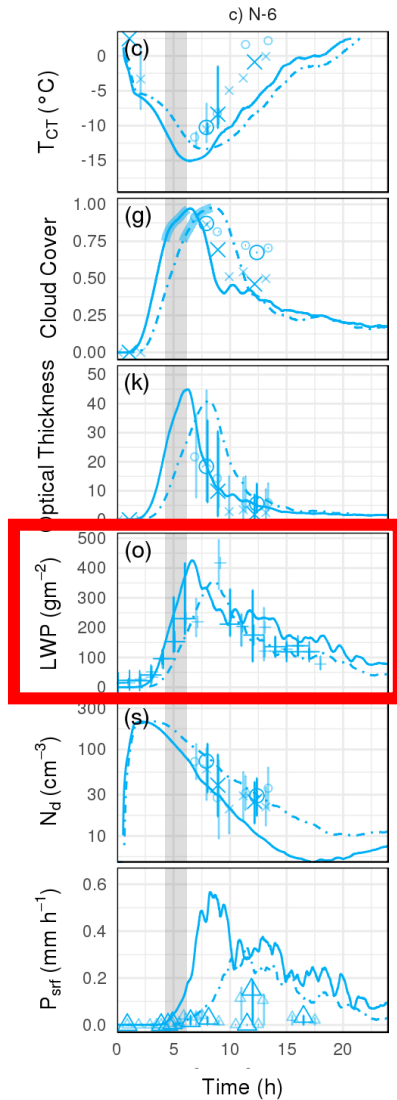 c) N-6
(c)
T_CT (°C)
0
-5
-10
-15
(g)
Cloud Cover
1.00
0.75
0.50
0.25
0.00
(k)
Optical Thickness
50
40
30
20
10
0
(o)
LWP (gm⁻²)
500
400
300
200
100
0
(s)
N_d (cm⁻³)
300
100
30
10
P_srf (mm h⁻¹)
0.6
0.4
0.2
0.0
0 5 10 15 20
Time (h)